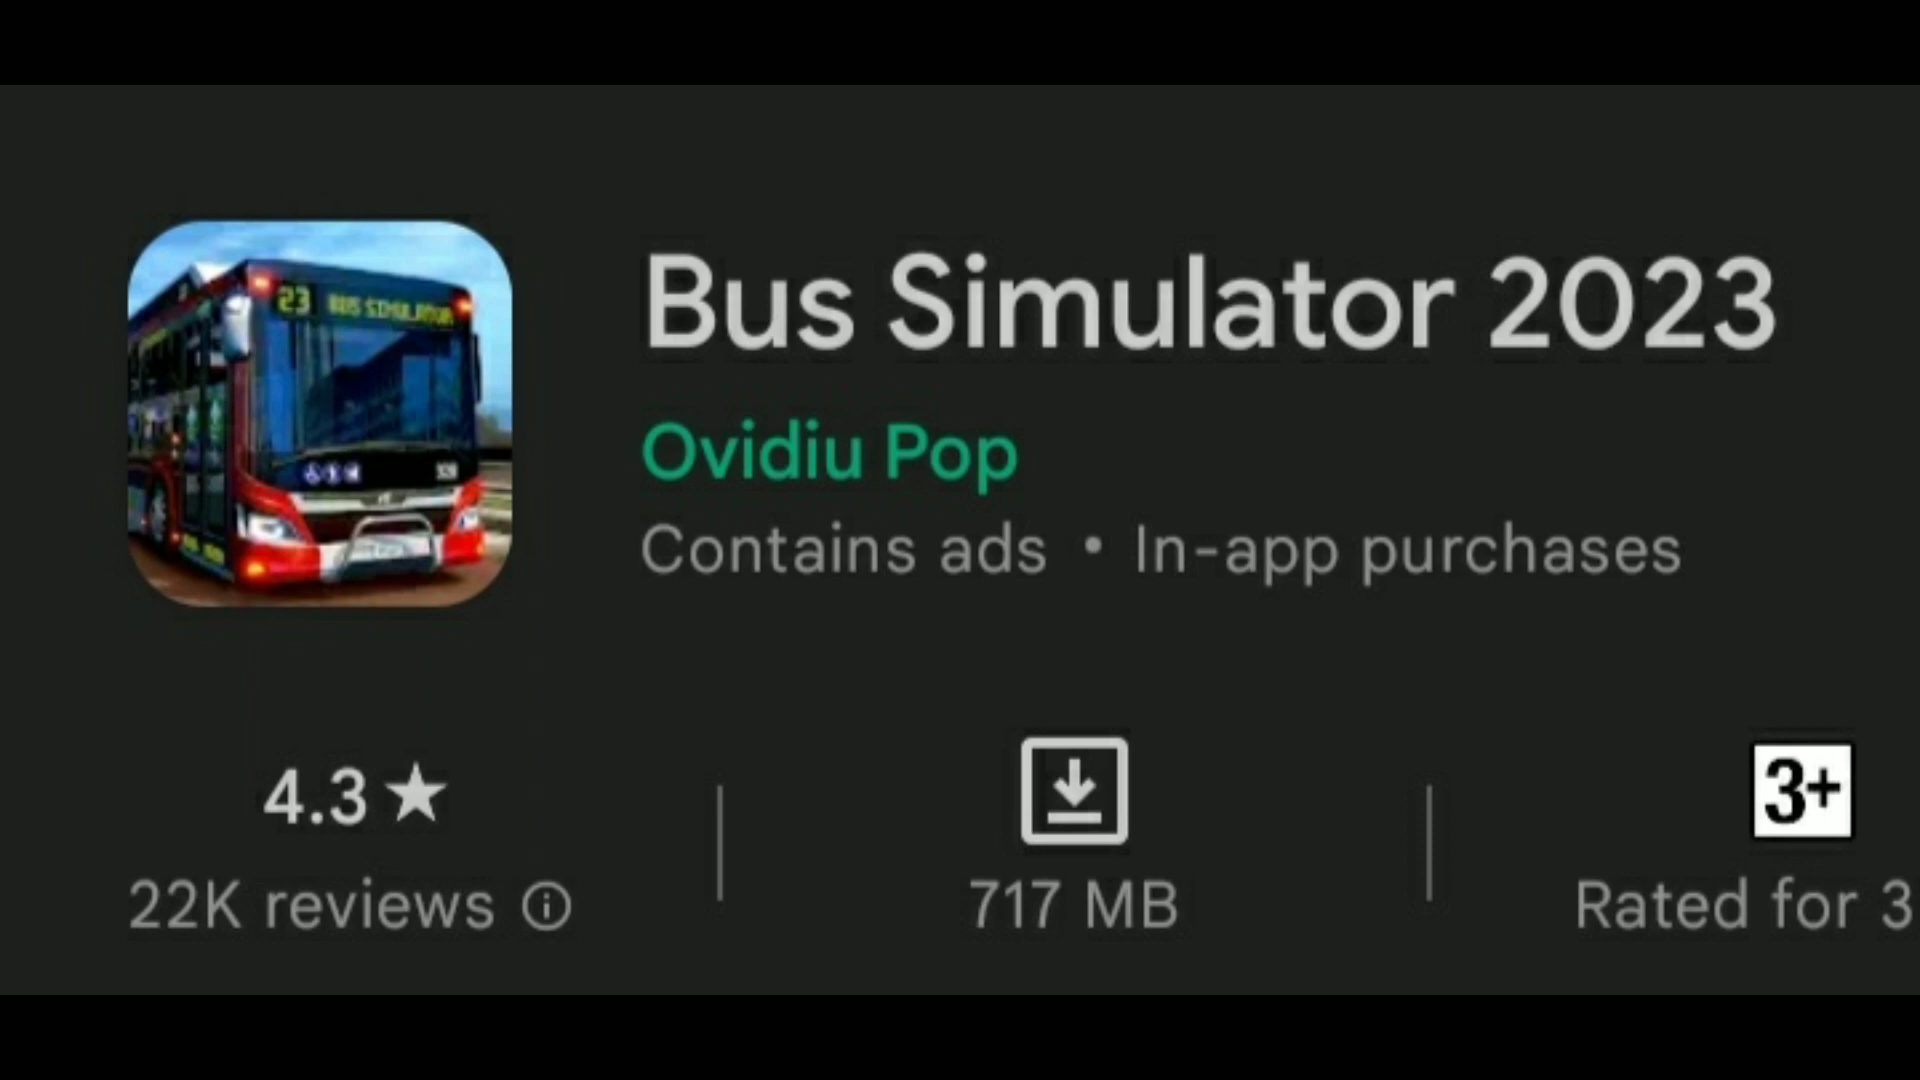 23 BUS SIMULATOR
Bus Simulator 2023
Ovidiu Pop
Contains ads • In-app purchases
4.3★
22K reviews
717 MB
3+
Rated for 3